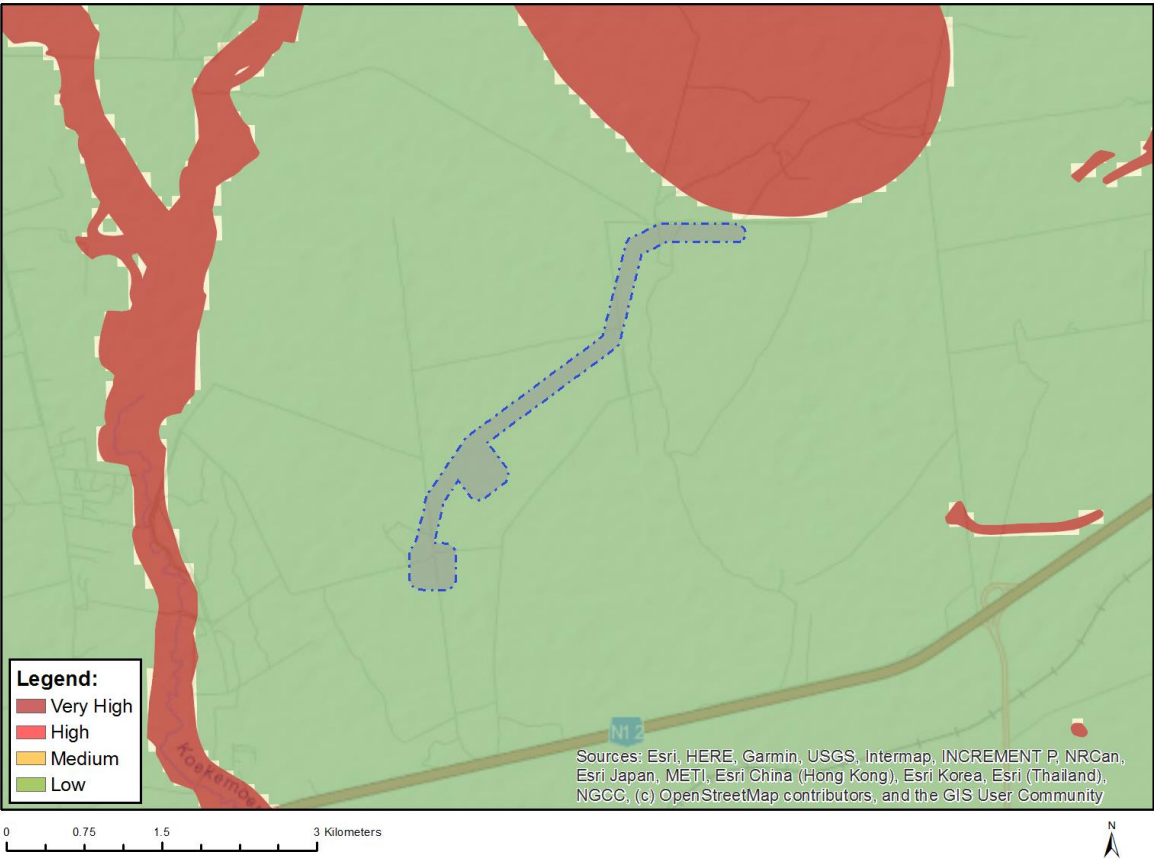 N12
Koekemoe
Legend:
Very High
High
Medium
Low
Sources: Esri, HERE, Garmin, USGS, Intermap, INCREMENT P, NRCan,
Esri Japan, METI, Esri China (Hong Kong), Esri Korea, Esri (Thailand),
NGCC, (c) OpenStreetMap contributors, and the GIS User Community
0 0.75 1.5 3 Kilometers
N